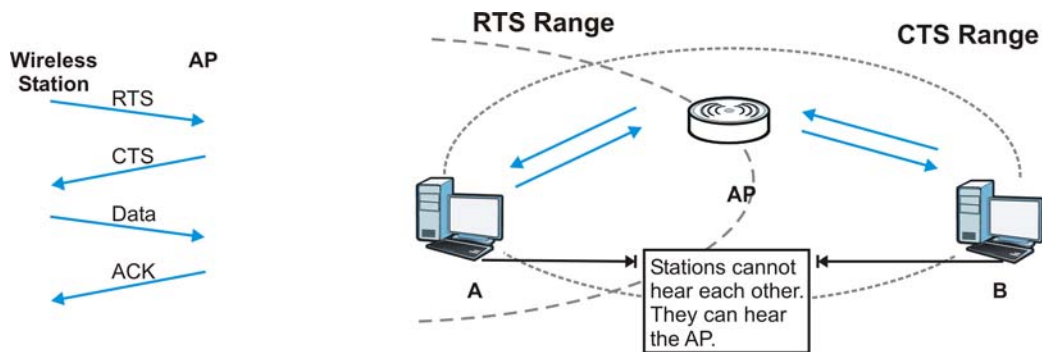 Wireless
Station
AP
RTS
CTS
Data
ACK
RTS Range
CTS Range
AP
A
B
Stations cannot
hear each other.
They can hear
the AP.